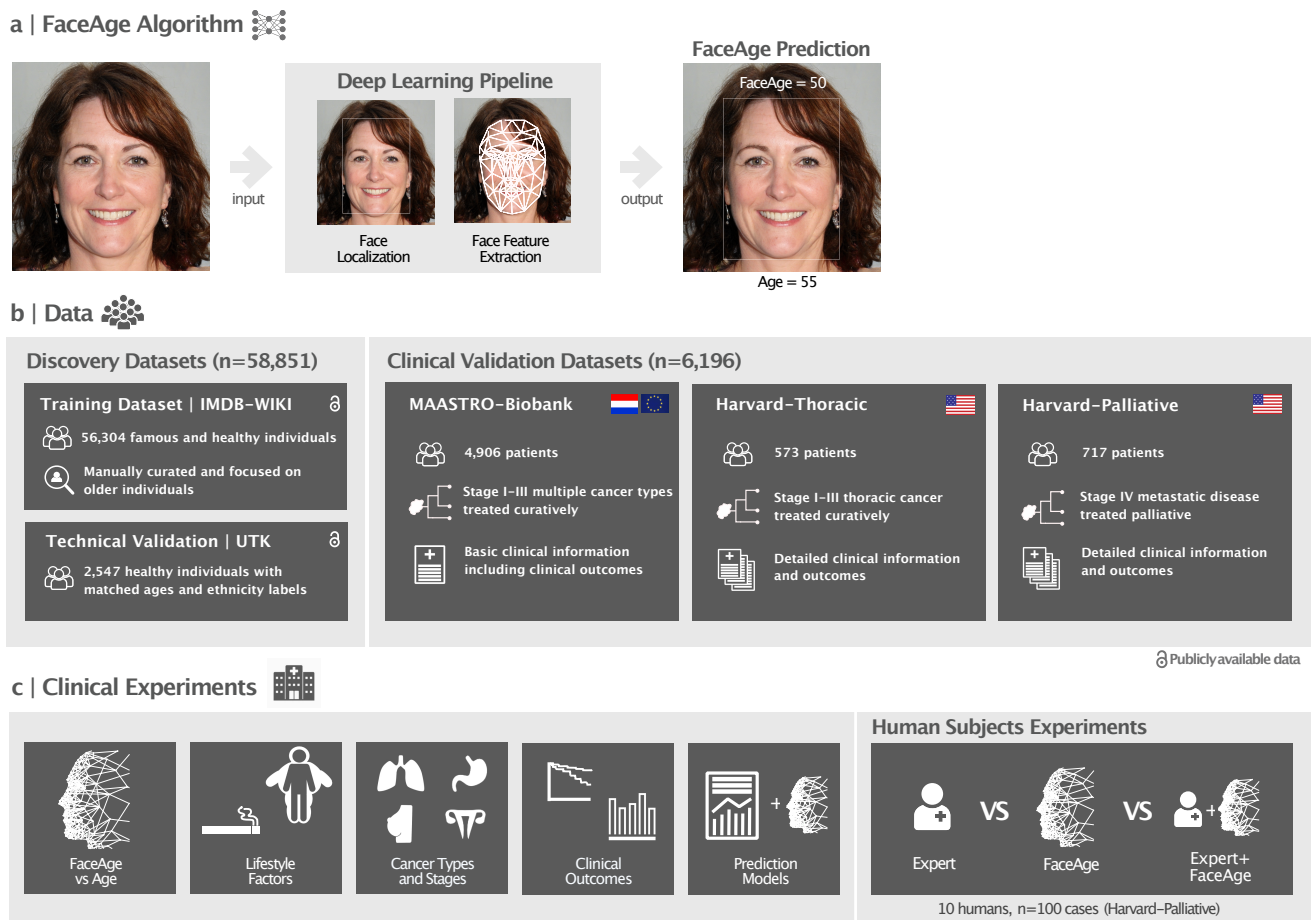 a | FaceAge Algorithm
FaceAge Prediction
Deep Learning Pipeline
FaceAge = 50
input
output
Face
Localization
Face Feature
Extraction
Age = 55
b | Data
Discovery Datasets (n=58,851)
Training Dataset | IMDB-WIKI
56,304 famous and healthy individuals
Manually curated and focused on
older individuals
Technical Validation | UTK
2,547 healthy individuals with
matched ages and ethnicity labels
Clinical Validation Datasets (n=6,196)
MAASTRO-Biobank
4,906 patients
Stage I-III multiple cancer types
treated curatively
Basic clinical information
including clinical outcomes
Harvard-Thoracic
573 patients
Stage I-III thoracic cancer
treated curatively
Detailed clinical information
and outcomes
Harvard-Palliative
717 patients
Stage IV metastatic disease
treated palliative
Detailed clinical information
and outcomes
Publicly available data
c | Clinical Experiments
FaceAge
vs Age
Lifestyle
Factors
Cancer Types
and Stages
Clinical
Outcomes
+
Prediction
Models
Human Subjects Experiments
Expert
VS
FaceAge
VS
+
Expert+
FaceAge
10 humans, n=100 cases (Harvard-Palliative)